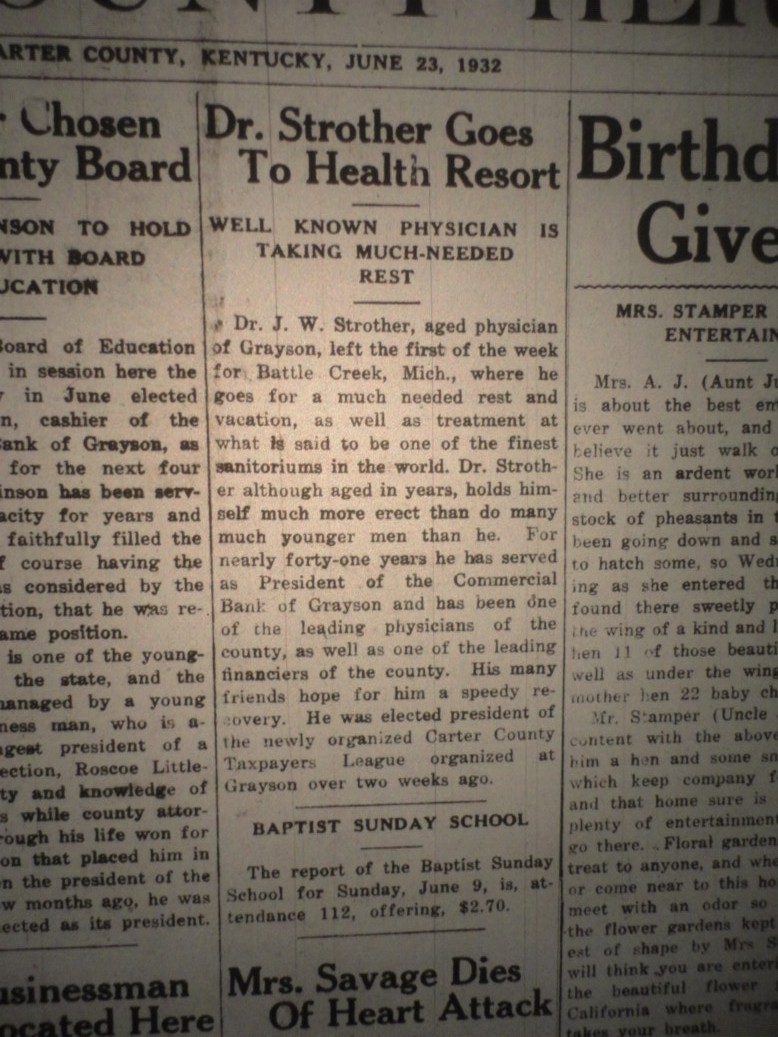 ARTER COUNTY, KENTUCKY, JUNE 23, 1932
Chosen
nty Board
NSON TO HOLD
WITH BOARD
UCATION
Board of Education
in session here the
in June elected
n, cashier of the
Bank of Grayson, as
for the next four
inson has been serv-
acity for years and
faithfully filled the
f course having the
s considered by the
tion, that he was re-
ame position.
is one of the young-
the state, and the
managed by a young
ness man, who is a-
ngest president of a
ection, Roscoe Little-
ty and knowledge of
s while county attor-
rough his life won for
on that placed him in
n the president of the
w months ago, he was
ected as its president.
usinessman
ocated Here
Dr. Strother Goes
To Health Resort
WELL KNOWN PHYSICIAN IS
TAKING MUCH-NEEDED
REST
Dr. J. W. Strother, aged physician
of Grayson, left the first of the week
for Battle Creek, Mich., where he
goes for a much needed rest and
vacation, as well as treatment at
what is said to be one of the finest
sanitoriums in the world. Dr. Stroth-
er although aged in years, holds him-
self much more erect than do many
much younger men than he. For
nearly forty-one years he has served
as President of the Commercial
Bank of Grayson and has been one
of the leading physicians of the
county, as well as one of the leading
financiers of the county. His many
friends hope for him a speedy re-
covery. He was elected president of
the newly organized Carter County
Taxpayers League organized at
Grayson over two weeks ago.
BAPTIST SUNDAY SCHOOL
The report of the Baptist Sunday
School for Sunday, June 9, is, at-
tendance 112, offering, $2.70.
Mrs. Savage Dies
Of Heart Attack
Birthd
Give
MRS. STAMPER
ENTERTAIN
Mrs. A. J. (Aunt Ju
is about the best en
ever went about, and
believe it just walk o
She is an ardent work
and better surrounding
stock of pheasants in t
been going down and s
to hatch some, so Wedn
ing as she entered th
found there sweetly p
the wing of a kind and l
hen 11 of those beauti
well as under the wing
mother hen 22 baby ch
Mr. Stamper (Uncle
content with the above
him a hen and some sm
which keep company f
and that home sure is
plenty of entertainment
go there. Floral garden
treat to anyone, and whe
or come near to this ho
meet with an odor so
the flower gardens kept
est of shape by Mrs S
will think you are enteri
the beautiful flower
California where fragra
takes your breath.